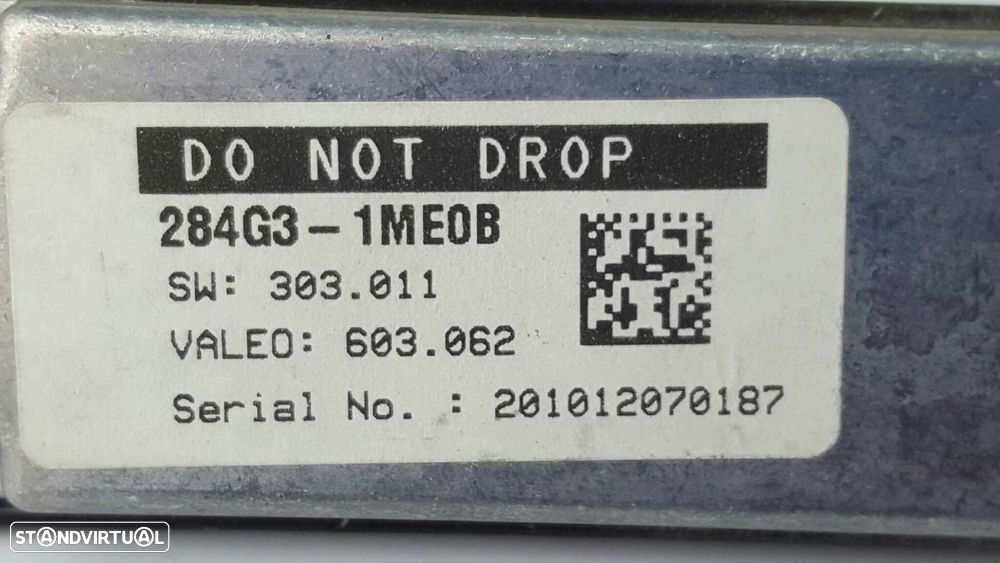 DO NOT DROP
284G3-1ME0B
SW: 303.011
VALEO: 603.062
Serial No. : 201012070187
STANDVIRTUAL